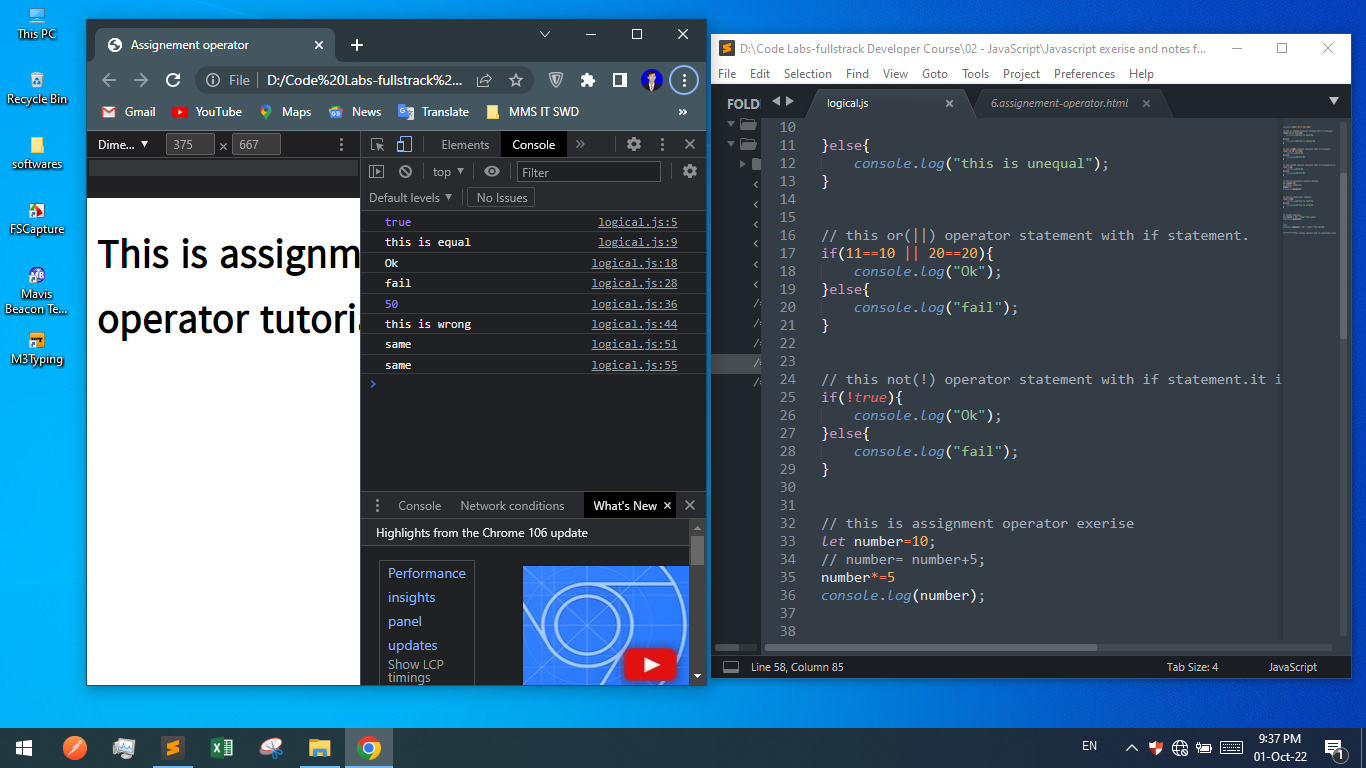 This PC
Recycle Bin
softwares
FSCapture
Mavis
Beacon Te...
M3Typing
Assignement operator
File
D:/Code%20Labs-fullstrack%2...
Gmail
YouTube
Maps
News
Translate
MMS IT SWD
»
Dime...
375 × 667
Elements
Console
»
top
Filter
Default levels
No Issues
This is assignm
operator tutoria
true logical.js:5
this is equal logical.js:9
Ok logical.js:18
fail logical.js:28
50 logical.js:36
this is wrong logical.js:44
same logical.js:51
same logical.js:55
Console
Network conditions
What's New
Highlights from the Chrome 106 update
Performance
insights
panel
updates
Show LCP
timings
D:\Code Labs-fullstrack Developer Course\02 - JavaScript\Javascript exerise and notes f...
File Edit Selection Find View Goto Tools Project Preferences Help
FOLD
logical.js
6.assignement-operator.html
10
11 }else{
12 console.log("this is unequal");
13 }
14
15
16 // this or(||) operator statement with if statement.
17 if(11==10 || 20==20){
18 console.log("Ok");
19 }else{
20 console.log("fail");
21 }
22
23
24 // this not(!) operator statement with if statement.it i
25 if(!true){
26 console.log("Ok");
27 }else{
28 console.log("fail");
29 }
30
31
32 // this is assignment operator exerise
33 let number=10;
34 // number= number+5;
35 number*=5
36 console.log(number);
37
38
Line 58, Column 85
Tab Size: 4
JavaScript
EN
9:37 PM
01-Oct-22
1